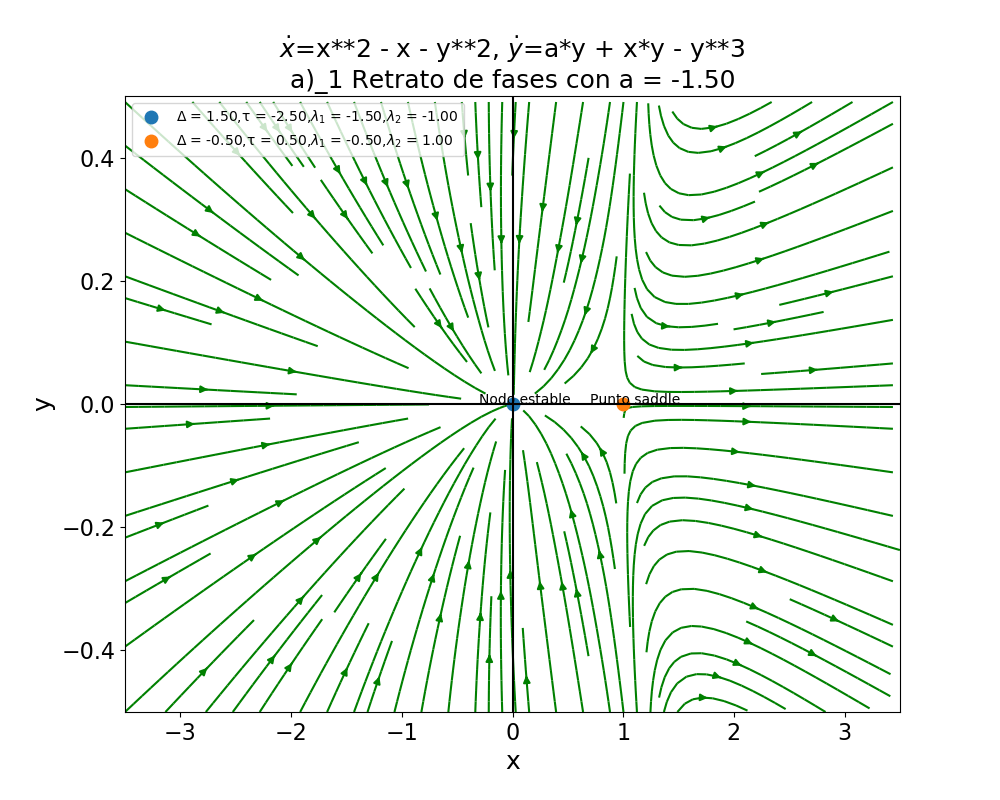 ẋ=x**2 - x - y**2, ẏ=a*y + x*y - y**3
a)_1 Retrato de fases con a = -1.50
Δ = 1.50,τ = -2.50,λ₁ = -1.50,λ₂ = -1.00
Δ = -0.50,τ = 0.50,λ₁ = -0.50,λ₂ = 1.00
0.4
0.2
0.0
−0.2
−0.4
y
Nodo estable
Punto saddle
−3
−2
−1
0
1
2
3
x